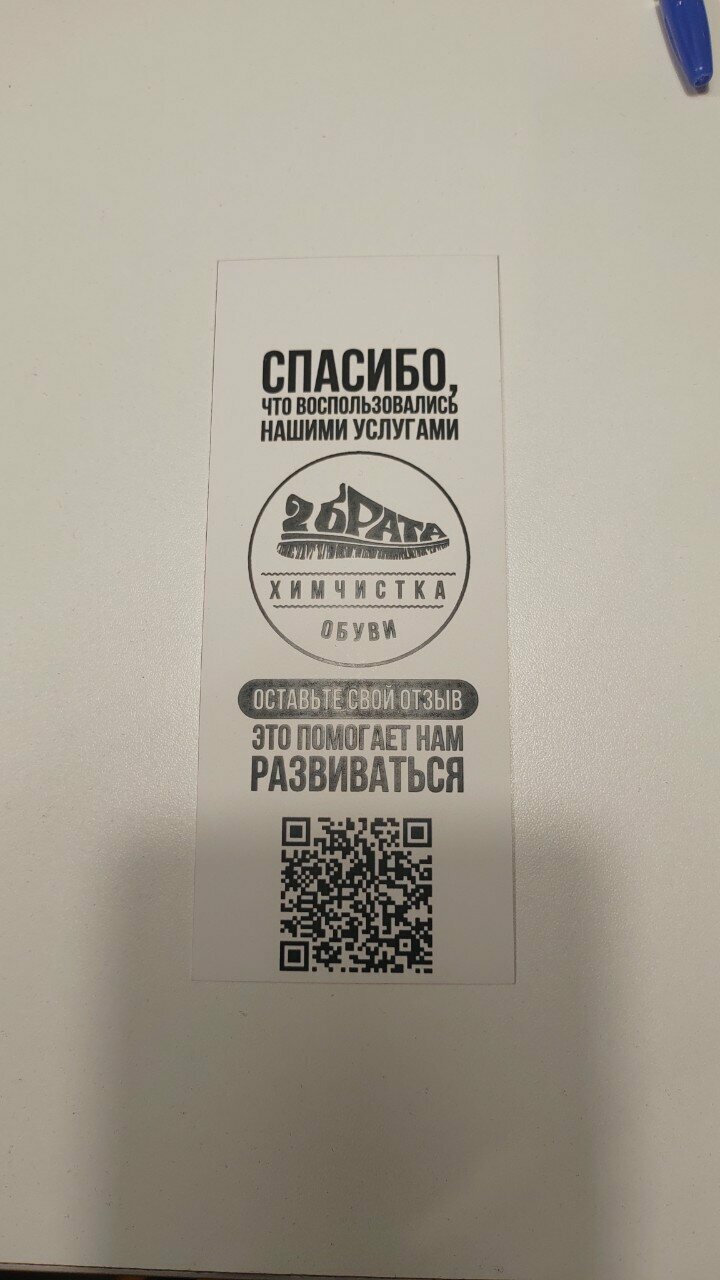 СПАСИБО,
ЧТО ВОСПОЛЬЗОВАЛИСЬ
НАШИМИ УСЛУГАМИ
2 БРАТА
ХИМЧИСТКА
ОБУВИ
ОСТАВЬТЕ СВОЙ ОТЗЫВ
ЭТО ПОМОГАЕТ НАМ
РАЗВИВАТЬСЯ